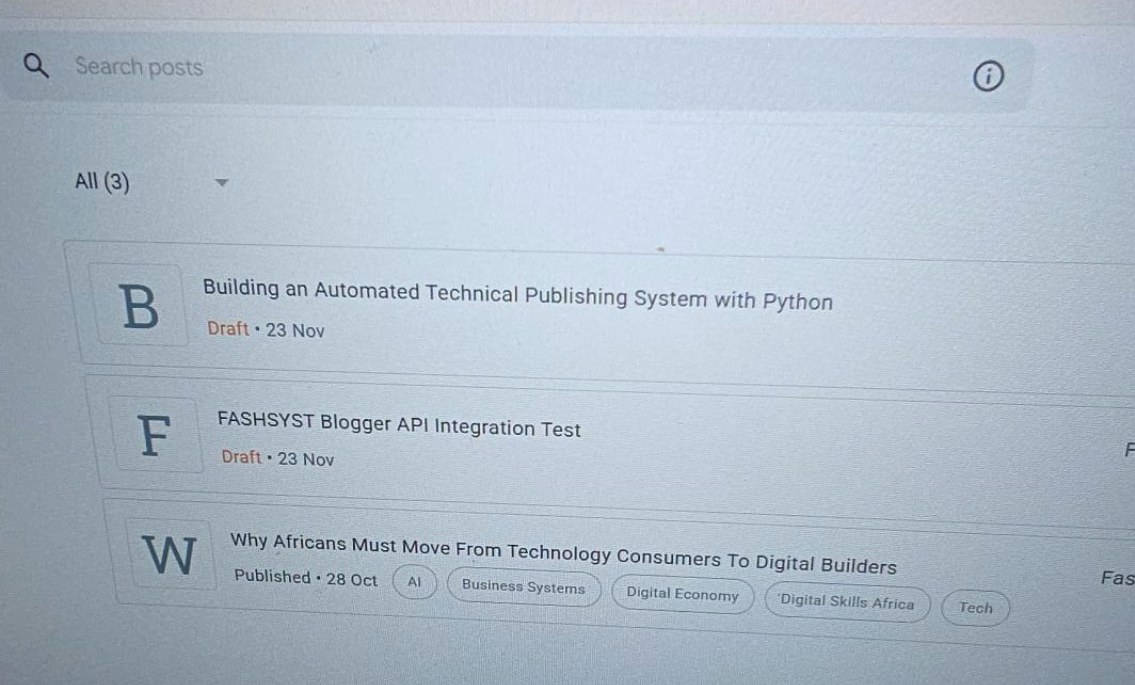 Search posts
All (3)
B
Building an Automated Technical Publishing System with Python
Draft • 23 Nov
F
FASHSYST Blogger API Integration Test
Draft • 23 Nov
F
W
Why Africans Must Move From Technology Consumers To Digital Builders
Published • 28 Oct AI Business Systems Digital Economy 'Digital Skills Africa Tech
Fas